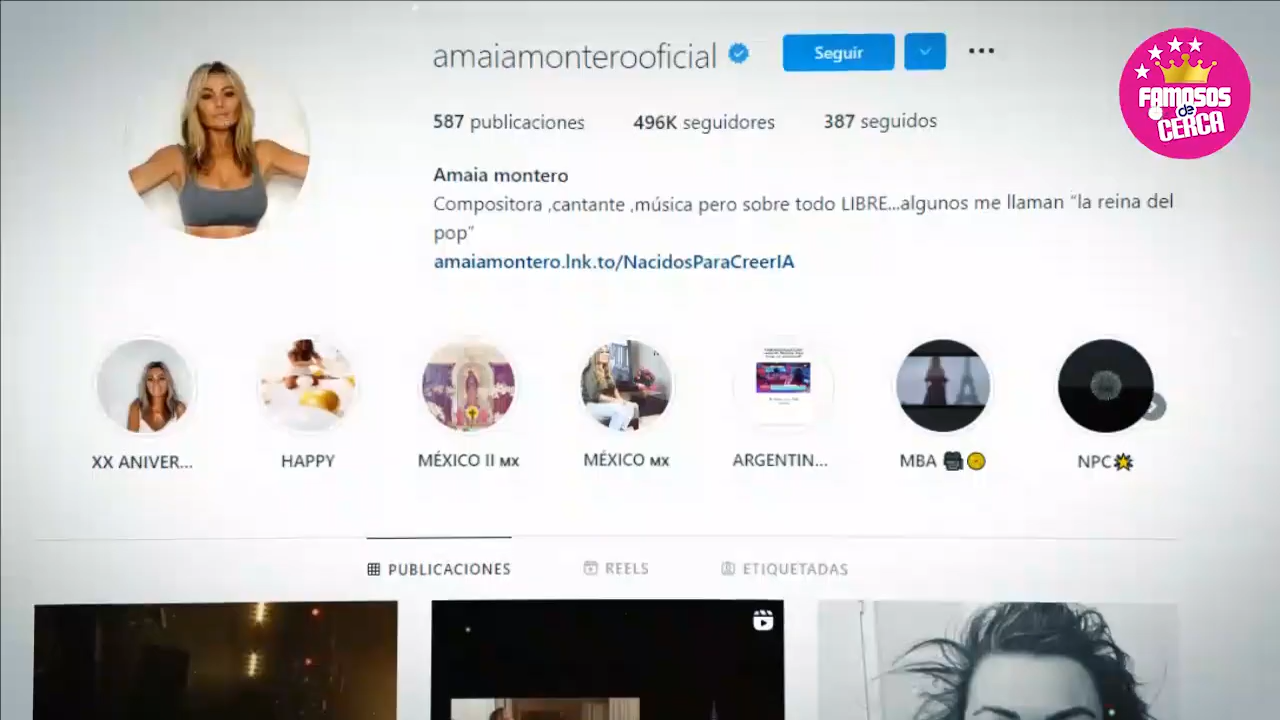 amaiamonterooficial
Seguir
FAMOSOS
de
CERCA
587 publicaciones
496K seguidores
387 seguidos
Amaia montero
Compositora ,cantante ,música pero sobre todo LIBRE...algunos me llaman "la reina del
pop"
amaiamontero.lnk.to/NacidosParaCreerIA
XX ANIVER...
HAPPY
MÉXICO II MX
MÉXICO MX
ARGENTIN...
MBA 🎥📀
NPC🌟
PUBLICACIONES
REELS
ETIQUETADAS